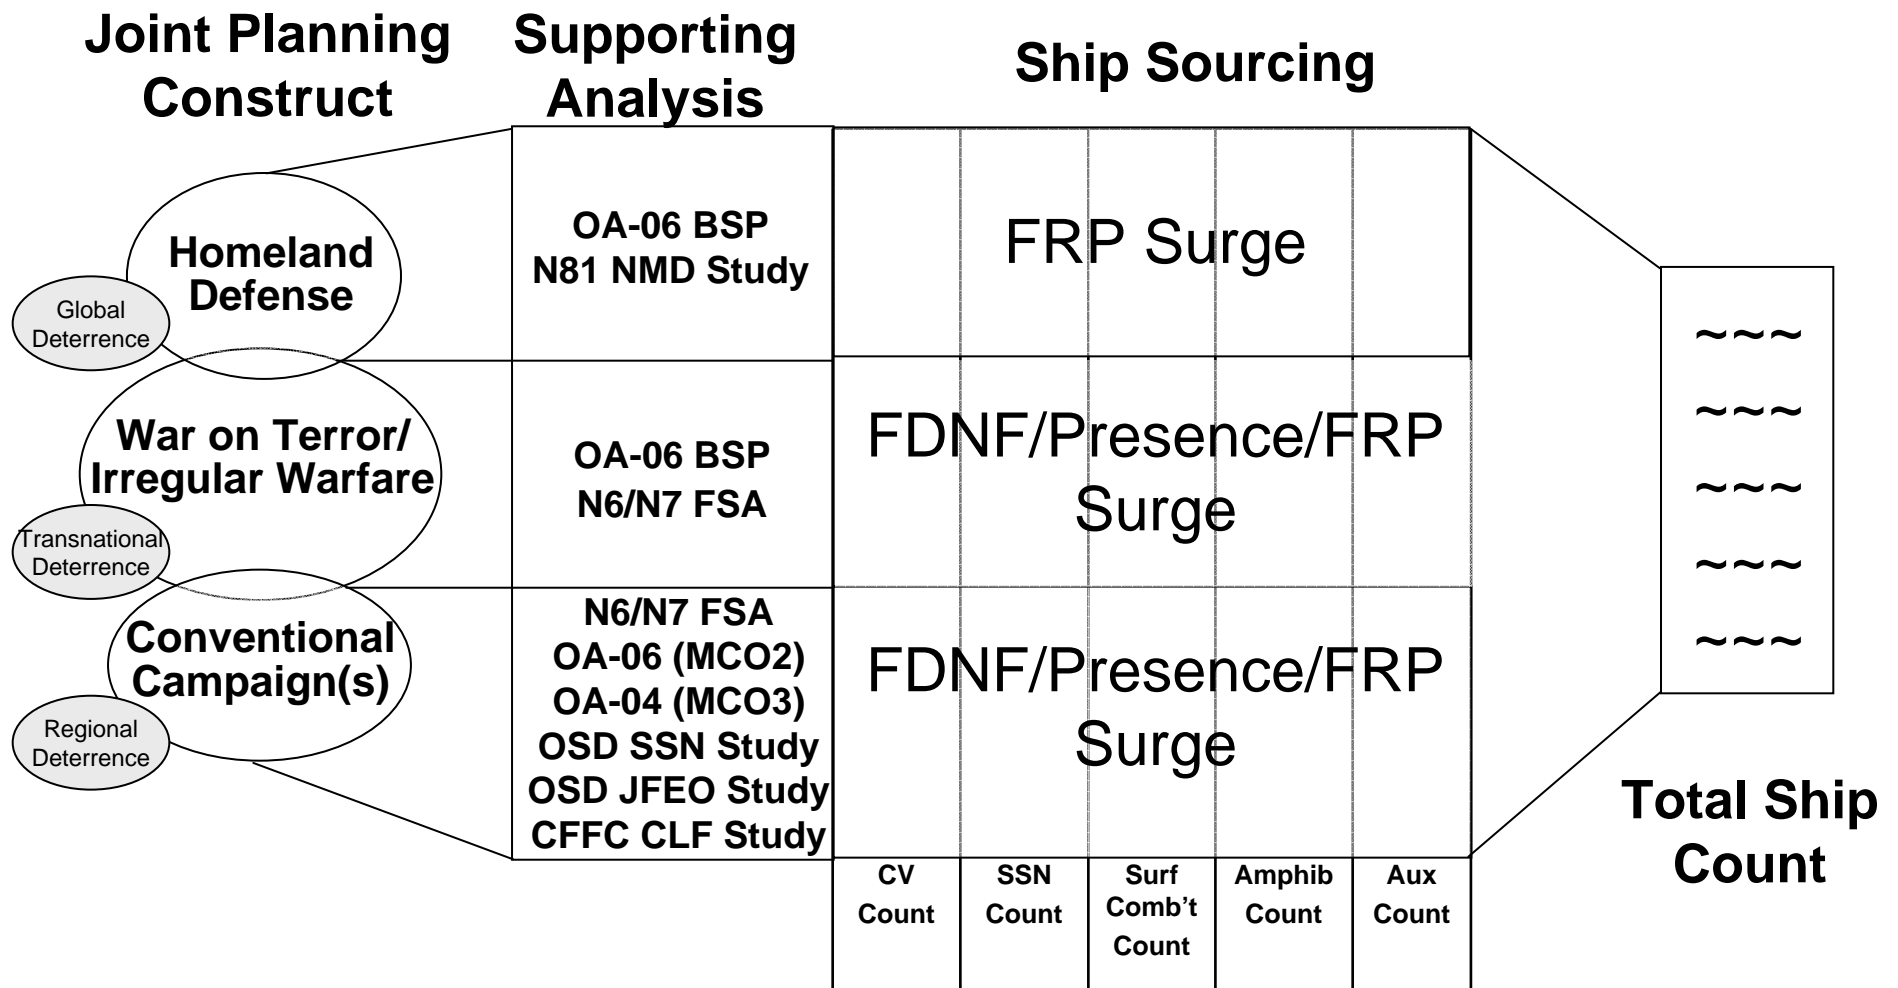 Joint Planning
Construct
Supporting
Analysis
Ship Sourcing
Homeland
Defense
Global
Deterrence
OA-06 BSP
N81 NMD Study
FRP Surge
War on Terror/
Irregular Warfare
Transnational
Deterrence
OA-06 BSP
N6/N7 FSA
FDNF/Presence/FRP
Surge
Conventional
Campaign(s)
Regional
Deterrence
N6/N7 FSA
OA-06 (MCO2)
OA-04 (MCO3)
OSD SSN Study
OSD JFEO Study
CFFC CLF Study
FDNF/Presence/FRP
Surge
CV
Count
SSN
Count
Surf
Comb’t
Count
Amphib
Count
Aux
Count
~~~
~~~
~~~
~~~
~~~
Total Ship
Count